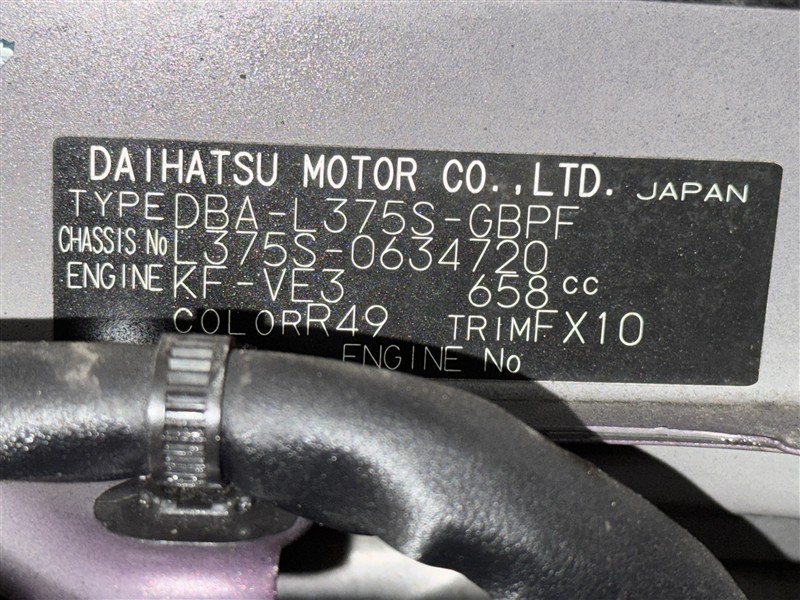 DAIHATSU MOTOR CO.,LTD. JAPAN
TYPE DBA-L375S-GBPF
CHASSIS No L375S-0634720
ENGINE KF-VE3 658 cc
COLOR R49 TRIM FX10
ENGINE No